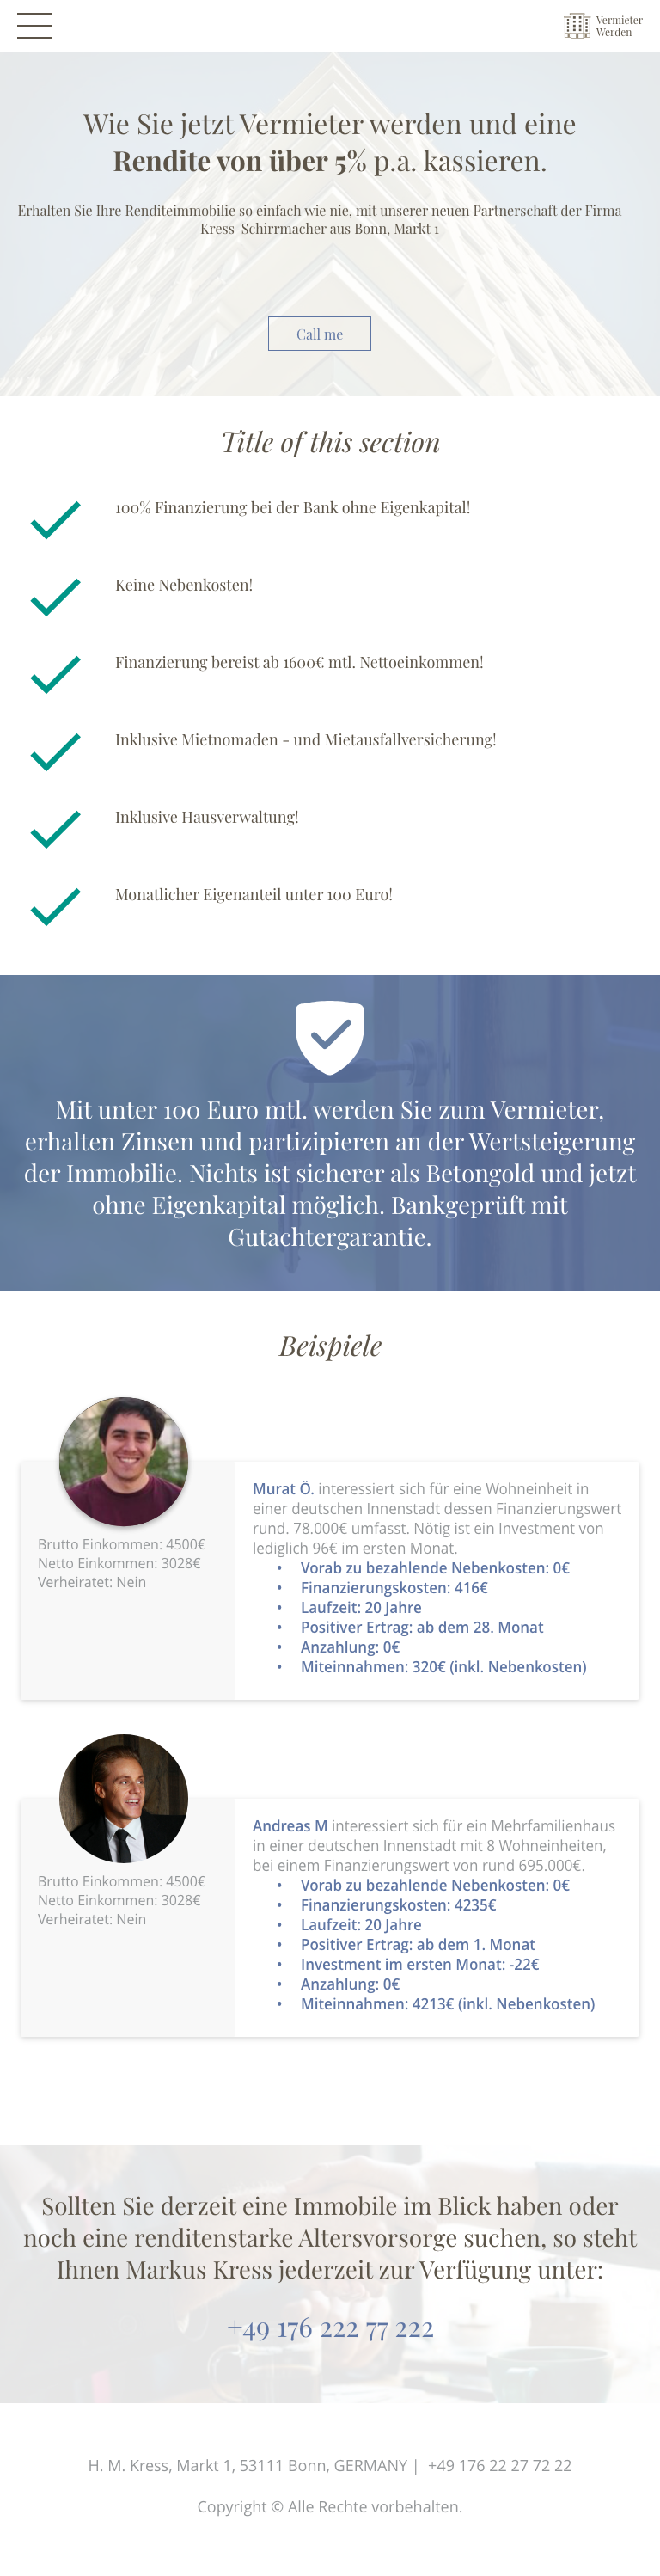 Vermieter
Werden
Wie Sie jetzt Vermieter werden und eine
Rendite von über 5% p.a. kassieren.
Erhalten Sie Ihre Renditeimmobilie so einfach wie nie, mit unserer neuen Partnerschaft der Firma
Kress-Schirrmacher aus Bonn, Markt 1
Call me
Title of this section
100% Finanzierung bei der Bank ohne Eigenkapital!
Keine Nebenkosten!
Finanzierung bereist ab 1600€ mtl. Nettoeinkommen!
Inklusive Mietnomaden - und Mietausfallversicherung!
Inklusive Hausverwaltung!
Monatlicher Eigenanteil unter 100 Euro!
Mit unter 100 Euro mtl. werden Sie zum Vermieter,
erhalten Zinsen und partizipieren an der Wertsteigerung
der Immobilie. Nichts ist sicherer als Betongold und jetzt
ohne Eigenkapital möglich. Bankgeprüft mit
Gutachtergarantie.
Beispiele
Brutto Einkommen: 4500€
Netto Einkommen: 3028€
Verheiratet: Nein
Murat Ö. interessiert sich für eine Wohneinheit in
einer deutschen Innenstadt dessen Finanzierungswert
rund. 78.000€ umfasst. Nötig ist ein Investment von
lediglich 96€ im ersten Monat.
• Vorab zu bezahlende Nebenkosten: 0€
• Finanzierungskosten: 416€
• Laufzeit: 20 Jahre
• Positiver Ertrag: ab dem 28. Monat
• Anzahlung: 0€
• Miteinnahmen: 320€ (inkl. Nebenkosten)
Brutto Einkommen: 4500€
Netto Einkommen: 3028€
Verheiratet: Nein
Andreas M interessiert sich für ein Mehrfamilienhaus
in einer deutschen Innenstadt mit 8 Wohneinheiten,
bei einem Finanzierungswert von rund 695.000€.
• Vorab zu bezahlende Nebenkosten: 0€
• Finanzierungskosten: 4235€
• Laufzeit: 20 Jahre
• Positiver Ertrag: ab dem 1. Monat
• Investment im ersten Monat: -22€
• Anzahlung: 0€
• Miteinnahmen: 4213€ (inkl. Nebenkosten)
Sollten Sie derzeit eine Immobile im Blick haben oder
noch eine renditenstarke Altersvorsorge suchen, so steht
Ihnen Markus Kress jederzeit zur Verfügung unter:
+49 176 222 77 222
H. M. Kress, Markt 1, 53111 Bonn, GERMANY | +49 176 22 27 72 22
Copyright © Alle Rechte vorbehalten.